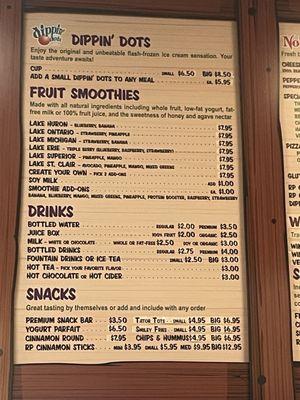 dippin' dots
DIPPIN' DOTS
Enjoy the original and unbeatable flash-frozen ice cream sensation. Your taste adventure awaits!
CUP SMALL $6.50 BIG $8.50
ADD A SMALL DIPPIN' DOTS TO ANY MEAL EA. $5.95
FRUIT SMOOTHIES
Made with all natural ingredients including whole fruit, low-fat yogurt, fat-free milk or 100% fruit juice, and the sweetness of honey and agave nectar
LAKE HURON - BLUEBERRY, BANANA $7.95
LAKE ONTARIO - STRAWBERRY, PINEAPPLE $7.95
LAKE MICHIGAN - STRAWBERRY, BANANA $7.95
LAKE ERIE - TRIPLE BERRY (BLUEBERRY, RASPBERRY, STRAWBERRY) $7.95
LAKE SUPERIOR - PINEAPPLE, MANGO $7.95
LAKE ST. CLAIR - AVOCADO, PINEAPPLE, MANGO, MIXED GREENS $7.95
CREATE YOUR OWN - PICK 2 ADD-ONS $7.95
SOY MILK ADD $1.00
SMOOTHIE ADD-ONS EA. $1.00
BANANA, BLUEBERRY, MANGO, MIXED GREENS, PINEAPPLE, PROTEIN BOOSTER, RASPBERRY, STRAWBERRY
DRINKS
BOTTLED WATER REGULAR $2.00 PREMIUM $3.50
JUICE BOX 100% FRUIT $2.00 ORGANIC $2.50
MILK - WHITE OR CHOCOLATE WHOLE OR FAT-FREE $2.50 SOY OR ORGANIC $3.00
BOTTLED DRINKS REGULAR $2.75 PREMIUM $4.00
FOUNTAIN DRINKS OR ICE TEA SMALL $2.50 BIG $3.00
HOT TEA - PICK YOUR FAVORITE FLAVOR $3.00
HOT CHOCOLATE OR HOT CIDER $3.00
SNACKS
Great tasting by themselves or add and include with any order
PREMIUM SNACK BAR $3.50 TATOR TOTS SMALL $4.95 BIG $6.95
YOGURT PARFAIT $6.50 SMILEY FRIES SMALL $4.95 BIG $6.95
CINNAMON ROUND $7.95 CHIPS & HUMMUS $4.95 BIG $6.95
RP CINNAMON STICKS MINI $3.95 SMALL $5.95 MED $9.95 BIG $12.95